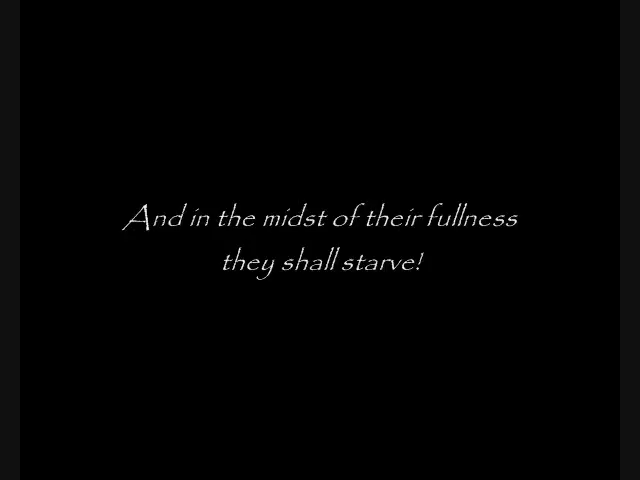 And in the midst of their fullness
they shall starve!